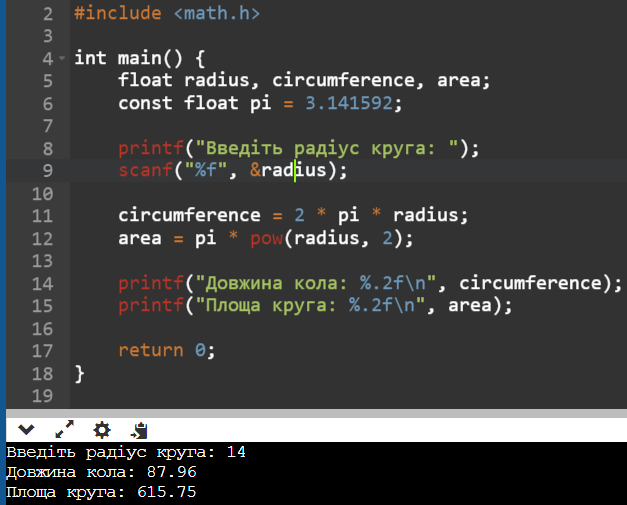 2 #include <math.h>
3
4 int main() {
5 float radius, circumference, area;
6 const float pi = 3.141592;
7
8 printf("Введіть радіус круга: ");
9 scanf("%f", &radius);
10
11 circumference = 2 * pi * radius;
12 area = pi * pow(radius, 2);
13
14 printf("Довжина кола: %.2f\n", circumference);
15 printf("Площа круга: %.2f\n", area);
16
17 return 0;
18 }
19
Введіть радіус круга: 14
Довжина кола: 87.96
Площа круга: 615.75